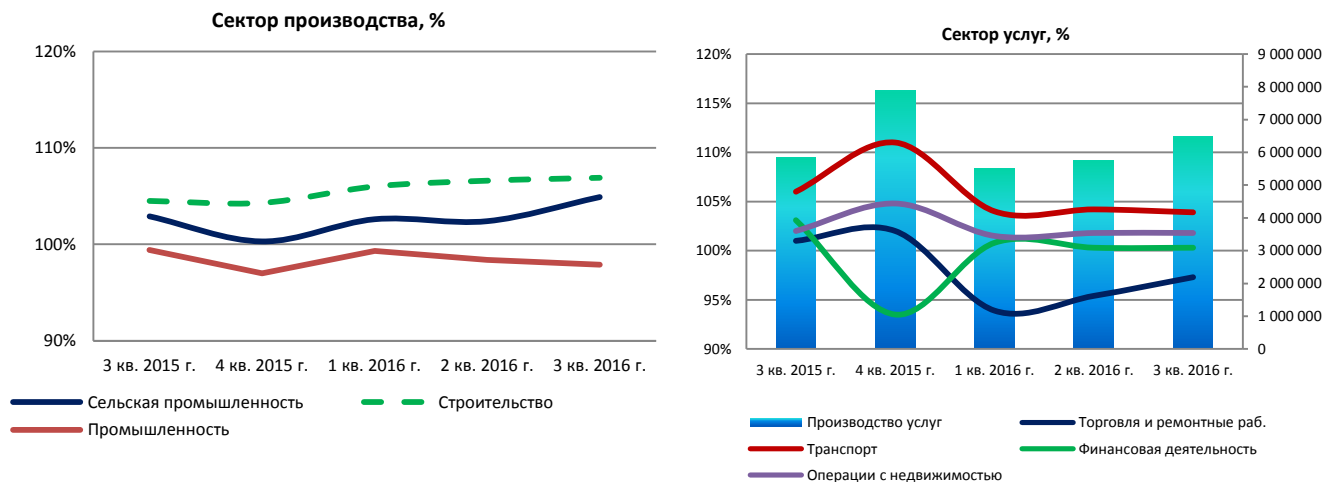 Сектор производства, %
120%
110%
100%
90%
3 кв. 2015 г. 4 кв. 2015 г. 1 кв. 2016 г. 2 кв. 2016 г. 3 кв. 2016 г.
Сельская промышленность Строительство
Промышленность
Сектор услуг, %
120% 9 000 000
8 000 000
115%
7 000 000
110% 6 000 000
5 000 000
105%
4 000 000
100% 3 000 000
2 000 000
95%
1 000 000
90% 0
3 кв. 2015 г. 4 кв. 2015 г. 1 кв. 2016 г. 2 кв. 2016 г. 3 кв. 2016 г.
Производство услуг Торговля и ремонтные раб.
Транспорт Финансовая деятельность
Операции с недвижимостью